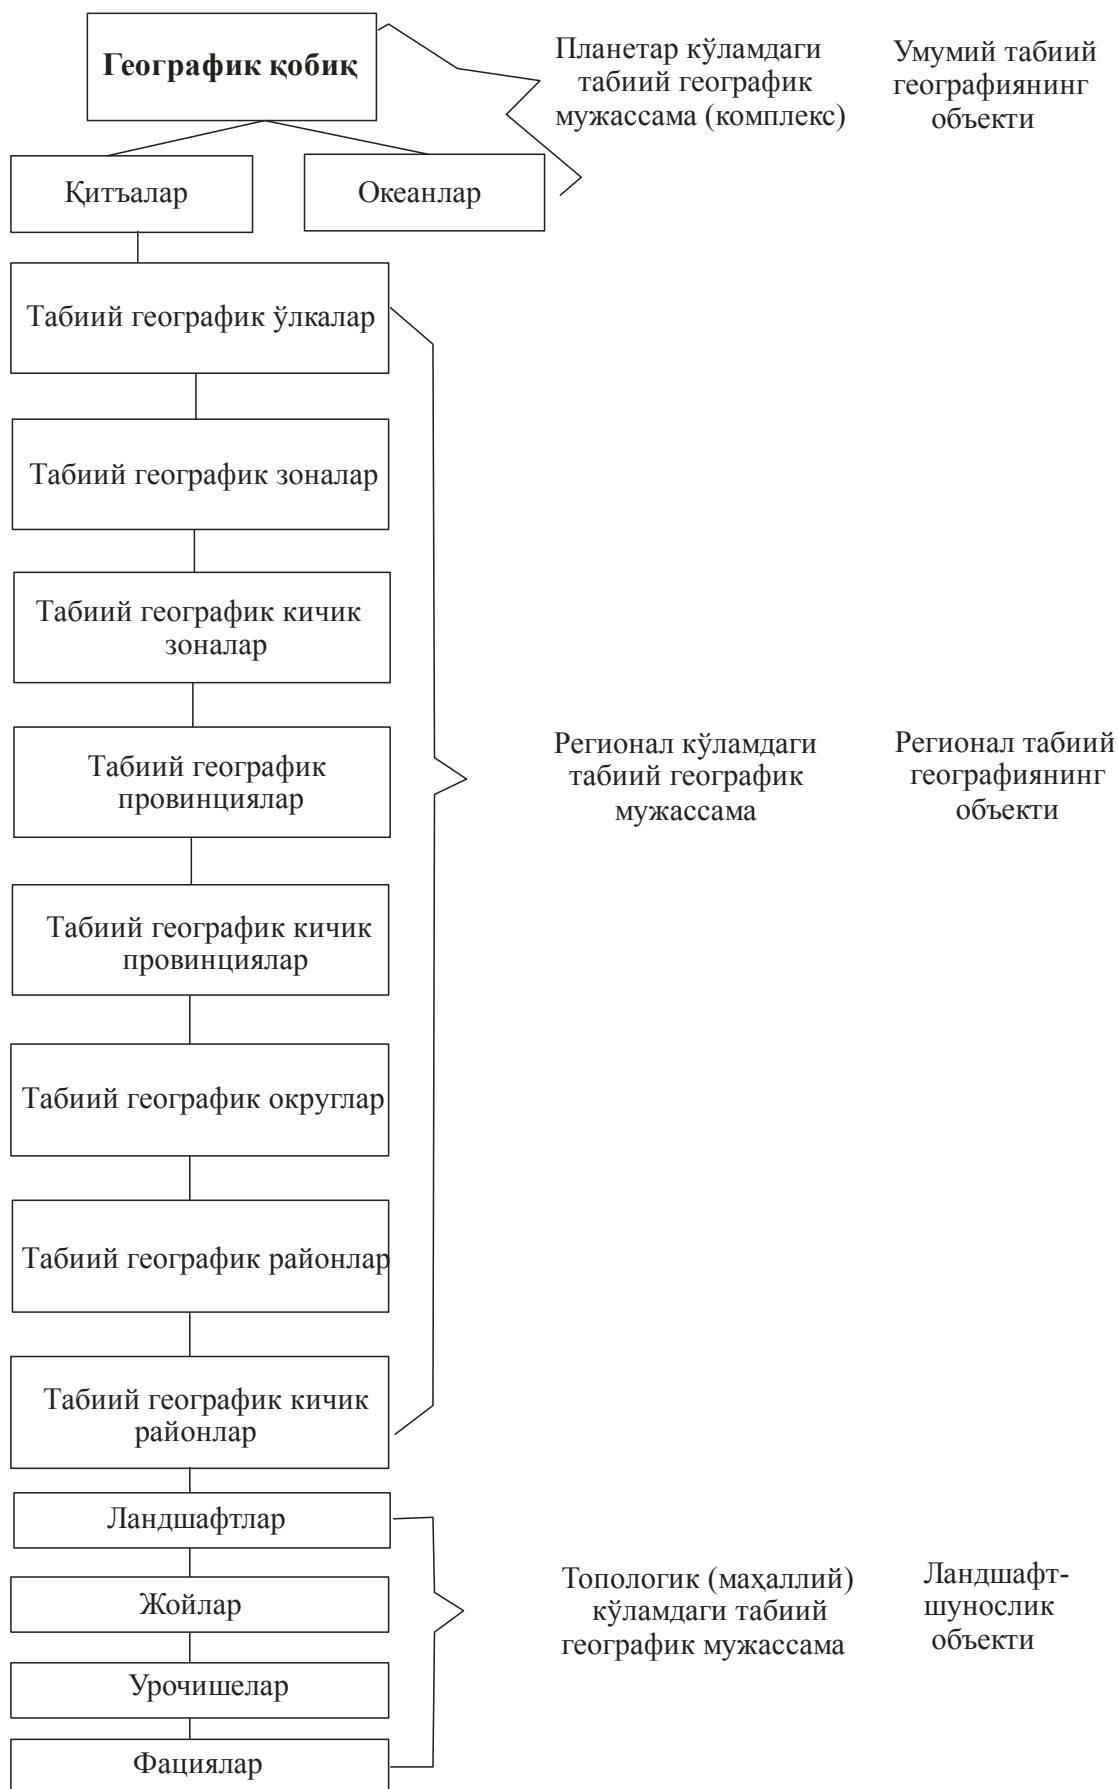 Географик қобиқ
Планетар кўламдаги
табиий географик
мужассама (комплекс)
Умумий табиий
географиянинг
объекти
Қитъалар
Океанлар
Табиий географик ўлкалар
Табиий географик зоналар
Табиий географик кичик
зоналар
Табиий географик
провинциялар
Регионал кўламдаги
табиий географик
мужассама
Регионал табиий
географиянинг
объекти
Табиий географик кичик
провинциялар
Табиий географик округлар
Табиий географик районлар
Табиий географик кичик
районлар
Ландшафтлар
Жойлар
Топологик (маҳаллий)
кўламдаги табиий
географик мужассама
Ландшафт-
шунослик
объекти
Урочишелар
Фациялар